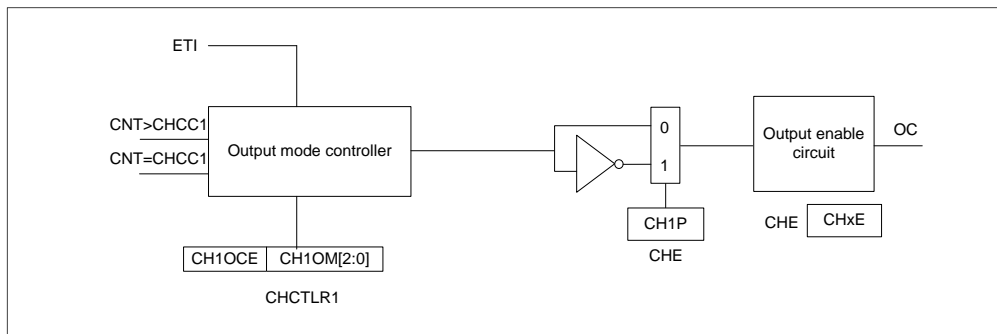 ETI
CNT>CHCC1
CNT=CHCC1
Output mode controller
0
1
Output enable
circuit
OC
CH1P
CHE
CHE
CHxE
CH1OCE
CH1OM[2:0]
CHCTLR1